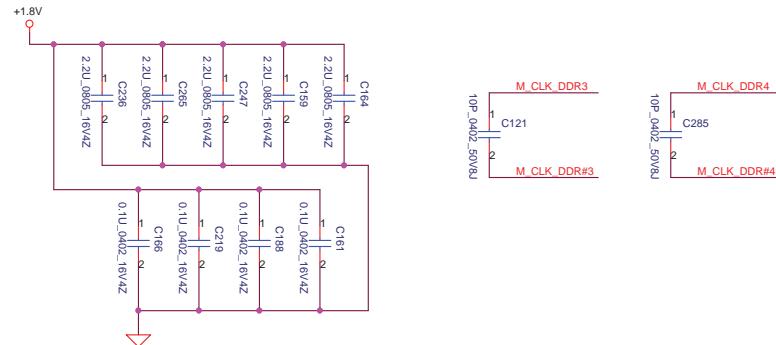 +1.8V
1
2
2.2U_0805_16V4Z
C236
1
2
2.2U_0805_16V4Z
C265
1
2
2.2U_0805_16V4Z
C247
1
2
2.2U_0805_16V4Z
C159
1
2
2.2U_0805_16V4Z
C164
1
2
0.1U_0402_16V4Z
C166
1
2
0.1U_0402_16V4Z
C219
1
2
0.1U_0402_16V4Z
C188
1
2
0.1U_0402_16V4Z
C161
1
2
M_CLK_DDR3
10P_0402_50V8J
1
C121
2
M_CLK_DDR#3
M_CLK_DDR4
10P_0402_50V8J
1
C285
2
M_CLK_DDR#4